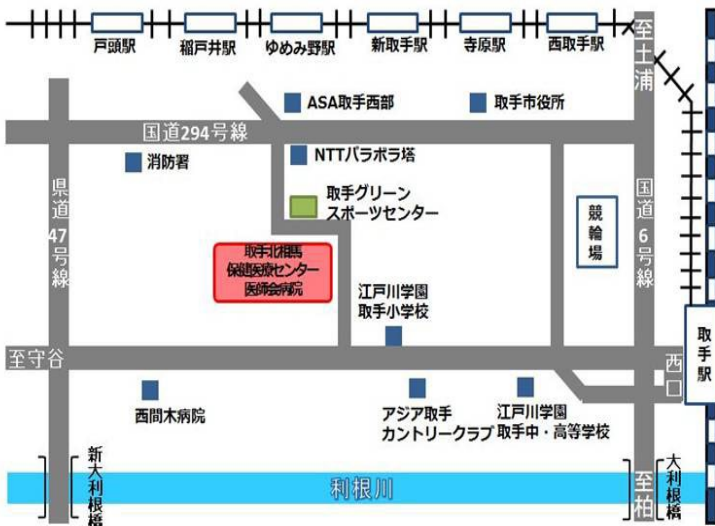 戸頭駅
稲戸井駅
ゆめみ野駅
新取手駅
寺原駅
西取手駅
至土浦
ASA取手西部
取手市役所
国道294号線
消防署
NTTパラボラ塔
県道47号線
取手グリーン
スポーツセンター
競輪場
国道6号線
取手北相馬
保健医療センター
医師会病院
江戸川学園
取手小学校
取手駅
至守谷
西口
西間木病院
アジア取手
カントリークラブ
江戸川学園
取手中・高等学校
新大利根橋
利根川
至柏
大利根橋